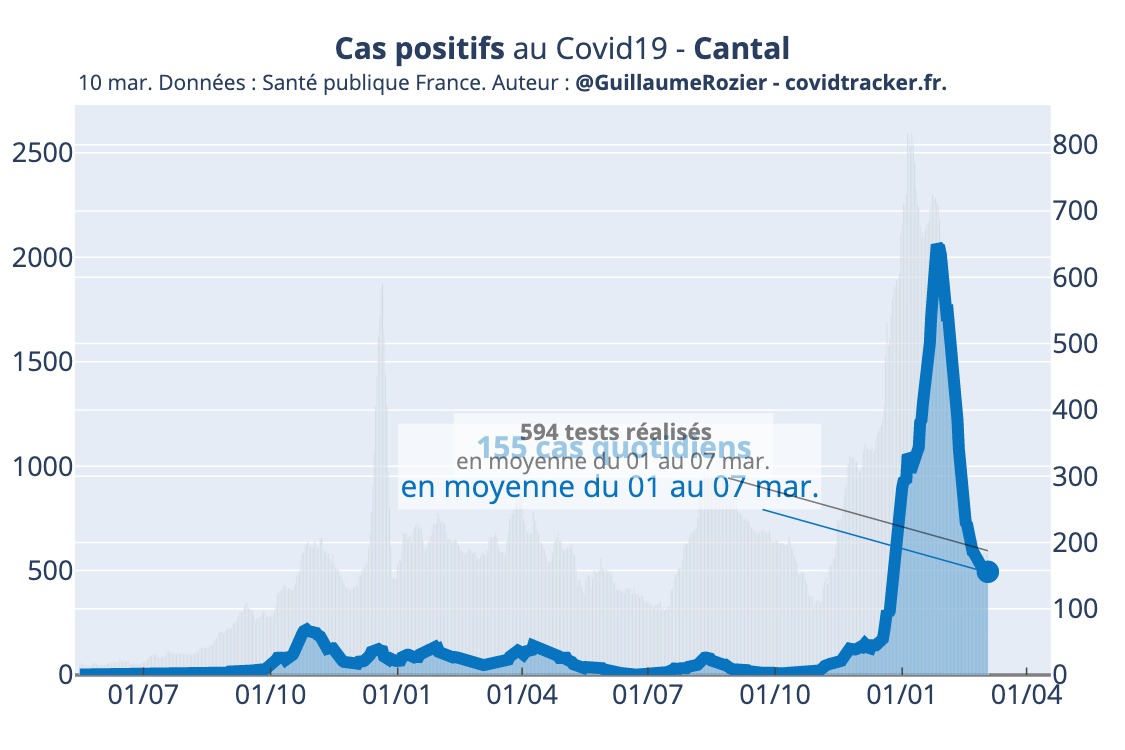 Cas positifs au Covid19 - Cantal
10 mar. Données : Santé publique France. Auteur : @GuillaumeRozier - covidtracker.fr.
2500
2000
1500
1000
500
0
800
700
600
500
400
300
200
100
0
594 tests réalisés
en moyenne du 01 au 07 mar.
155 cas quotidiens
en moyenne du 01 au 07 mar.
01/07 01/10 01/01 01/04 01/07 01/10 01/01 01/04